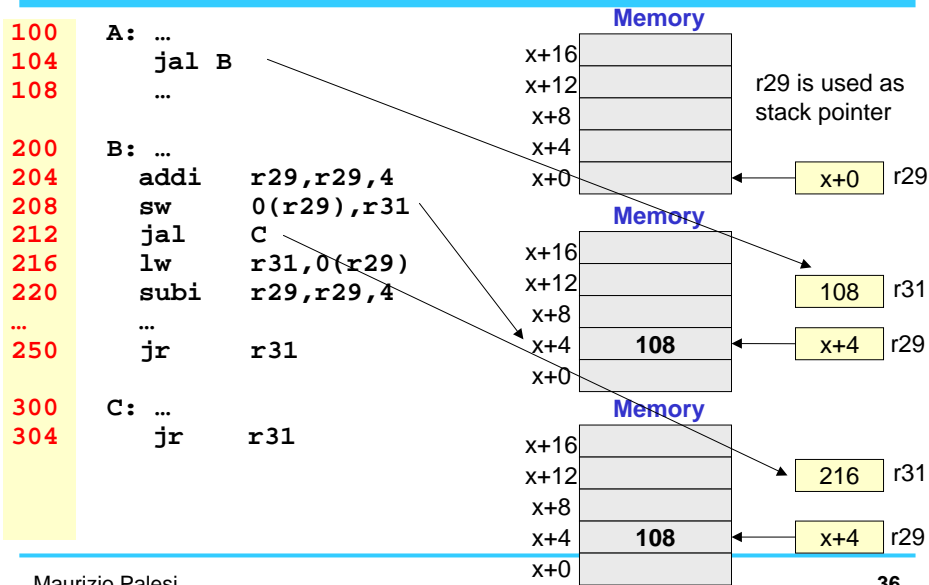 100 A: …
104 jal B
108 …
200 B: …
204 addi r29,r29,4
208 sw 0(r29),r31
212 jal C
216 lw r31,0(r29)
220 subi r29,r29,4
… …
250 jr r31
300 C: …
304 jr r31
Memory
x+16
x+12
x+8
x+4
x+0
r29 is used as
stack pointer
x+0 r29
Memory
x+16
x+12
x+8
x+4 108
x+0
108 r31
x+4 r29
Memory
x+16
x+12
x+8
x+4 108
x+0
216 r31
x+4 r29
Maurizio Palesi
36